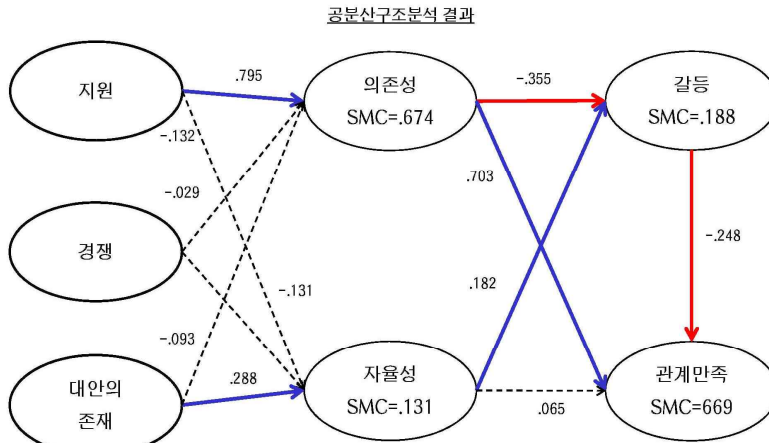 공분산구조분석 결과
지원
.795
의존성
SMC=.674
-.355
갈등
SMC=.188
-.132
-.029
.703
경쟁
-.248
-.131
.182
-.093
대안의
존재
.288
자율성
SMC=.131
.065
관계만족
SMC=669